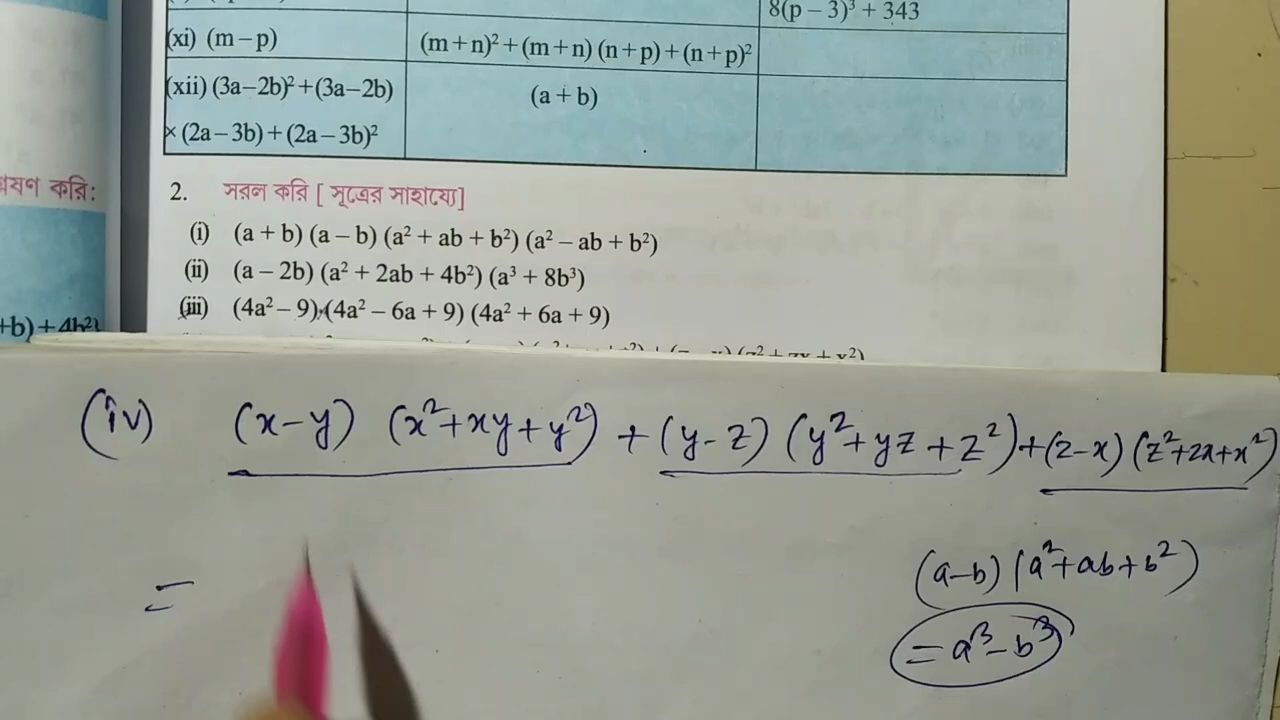 8(p – 3)³ + 343
(xi) (m – p) (m + n)² + (m + n) (n + p) + (n + p)²
(xii) (3a – 2b)² + (3a – 2b) (a + b)
× (2a – 3b) + (2a – 3b)²
করি:
2. সরল করি [ সূত্রের সাহায্যে]
(i) (a + b) (a – b) (a² + ab + b²) (a² – ab + b²)
(ii) (a – 2b) (a² + 2ab + 4b²) (a³ + 8b³)
(iii) (4a² – 9) (4a² – 6a + 9) (4a² + 6a + 9)
+b) + 4b²}
(iv) (x-y) (x²+xy+y²) + (y-z) (y²+yz+z²)+(z-x) (z²+zx+x²)
(a-b) (a²+ab+b²)
=
= a³-b³